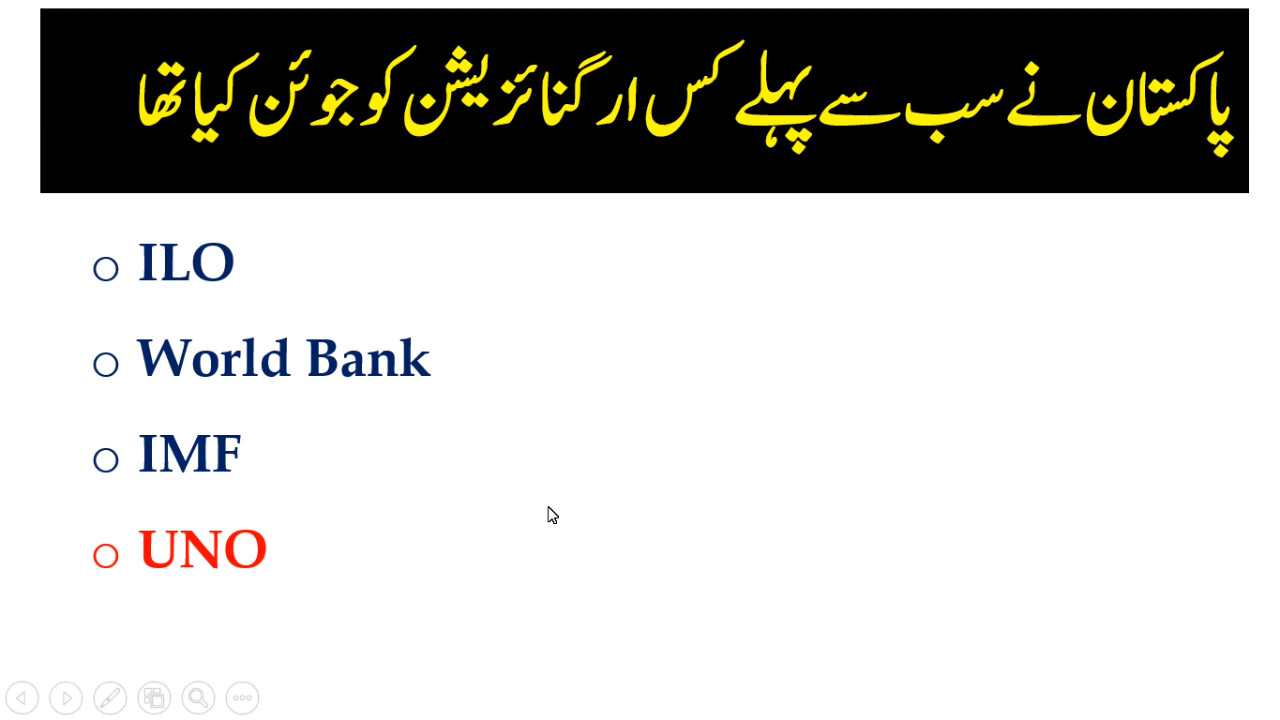 پاکستان نے سب سے پہلے کس ارگنائزیشن کو جوئن کیا تھا
ILO
World Bank
IMF
UNO